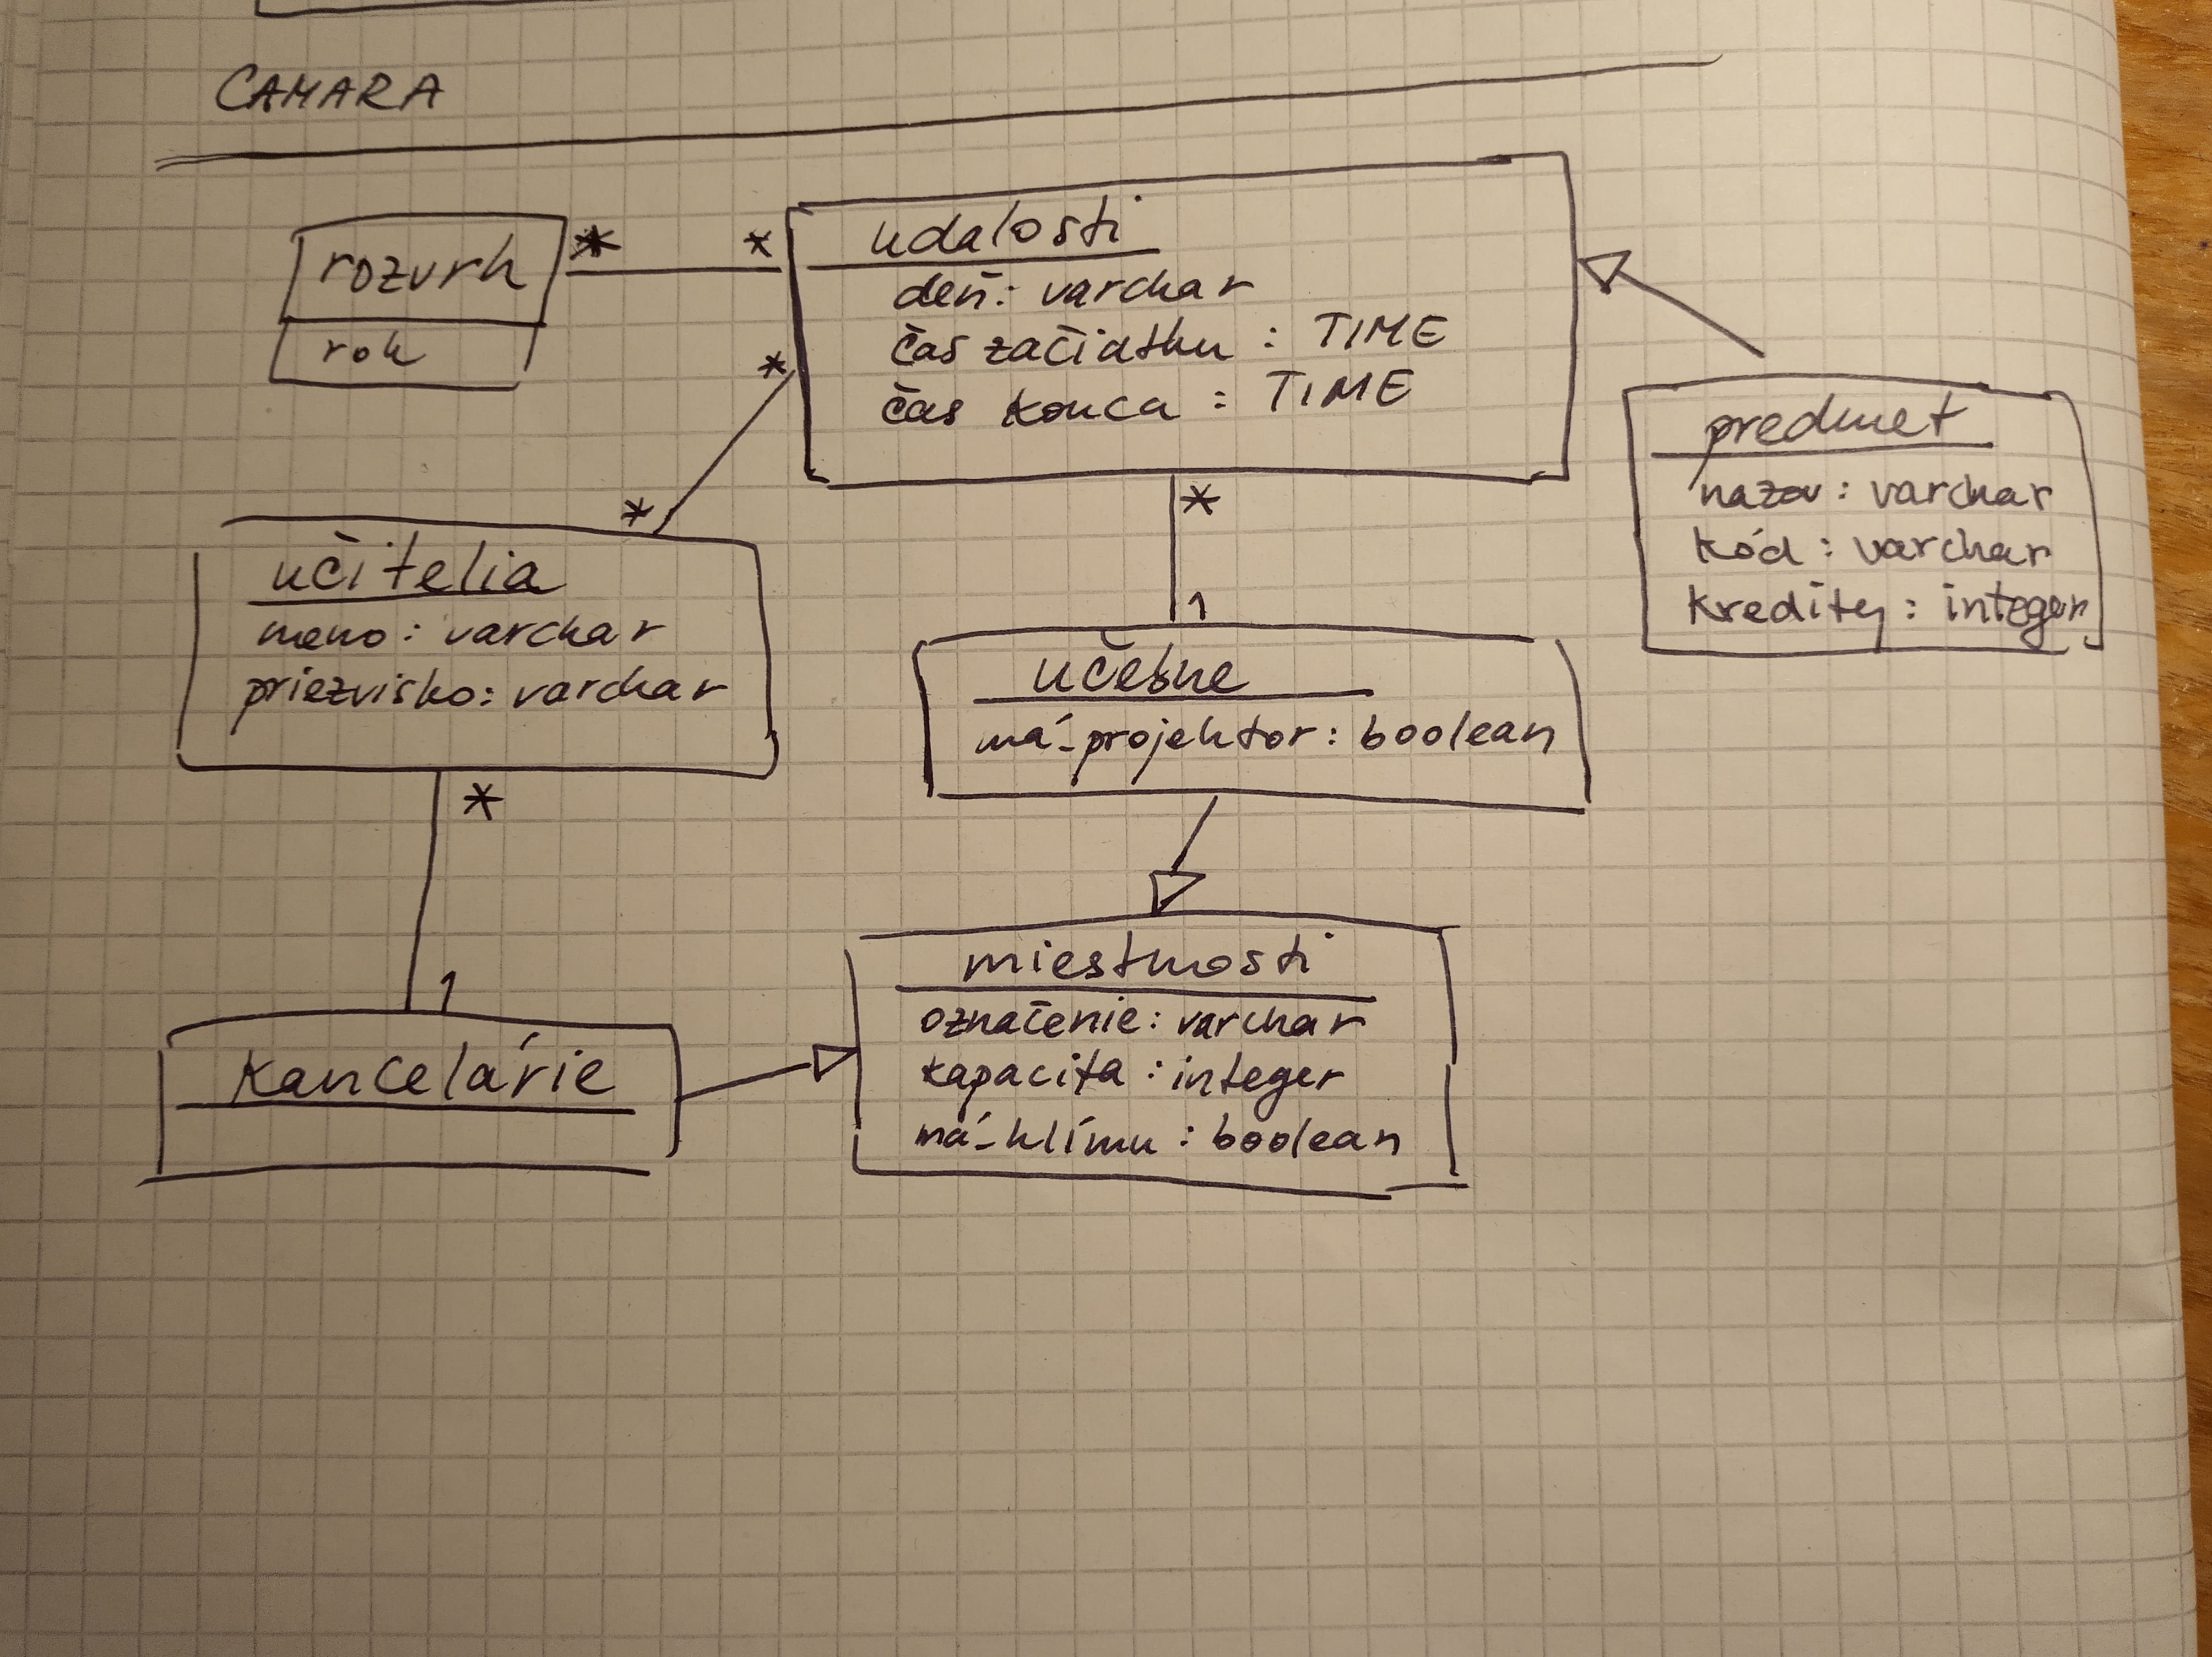 CAMARA
rozvrh
rok
* *
udalosti
deň: varchar
čas začiatku : TIME
čas konca : TIME
*
*
predmet
nazov : varchar
kód : varchar
kredity : integer
učitelia
meno : varchar
priezvisko : varchar
*
1
učebne
má_projektor : boolean
*
1
kancelárie
miestnosti
označenie : varchar
kapacita : integer
má_klímu : boolean